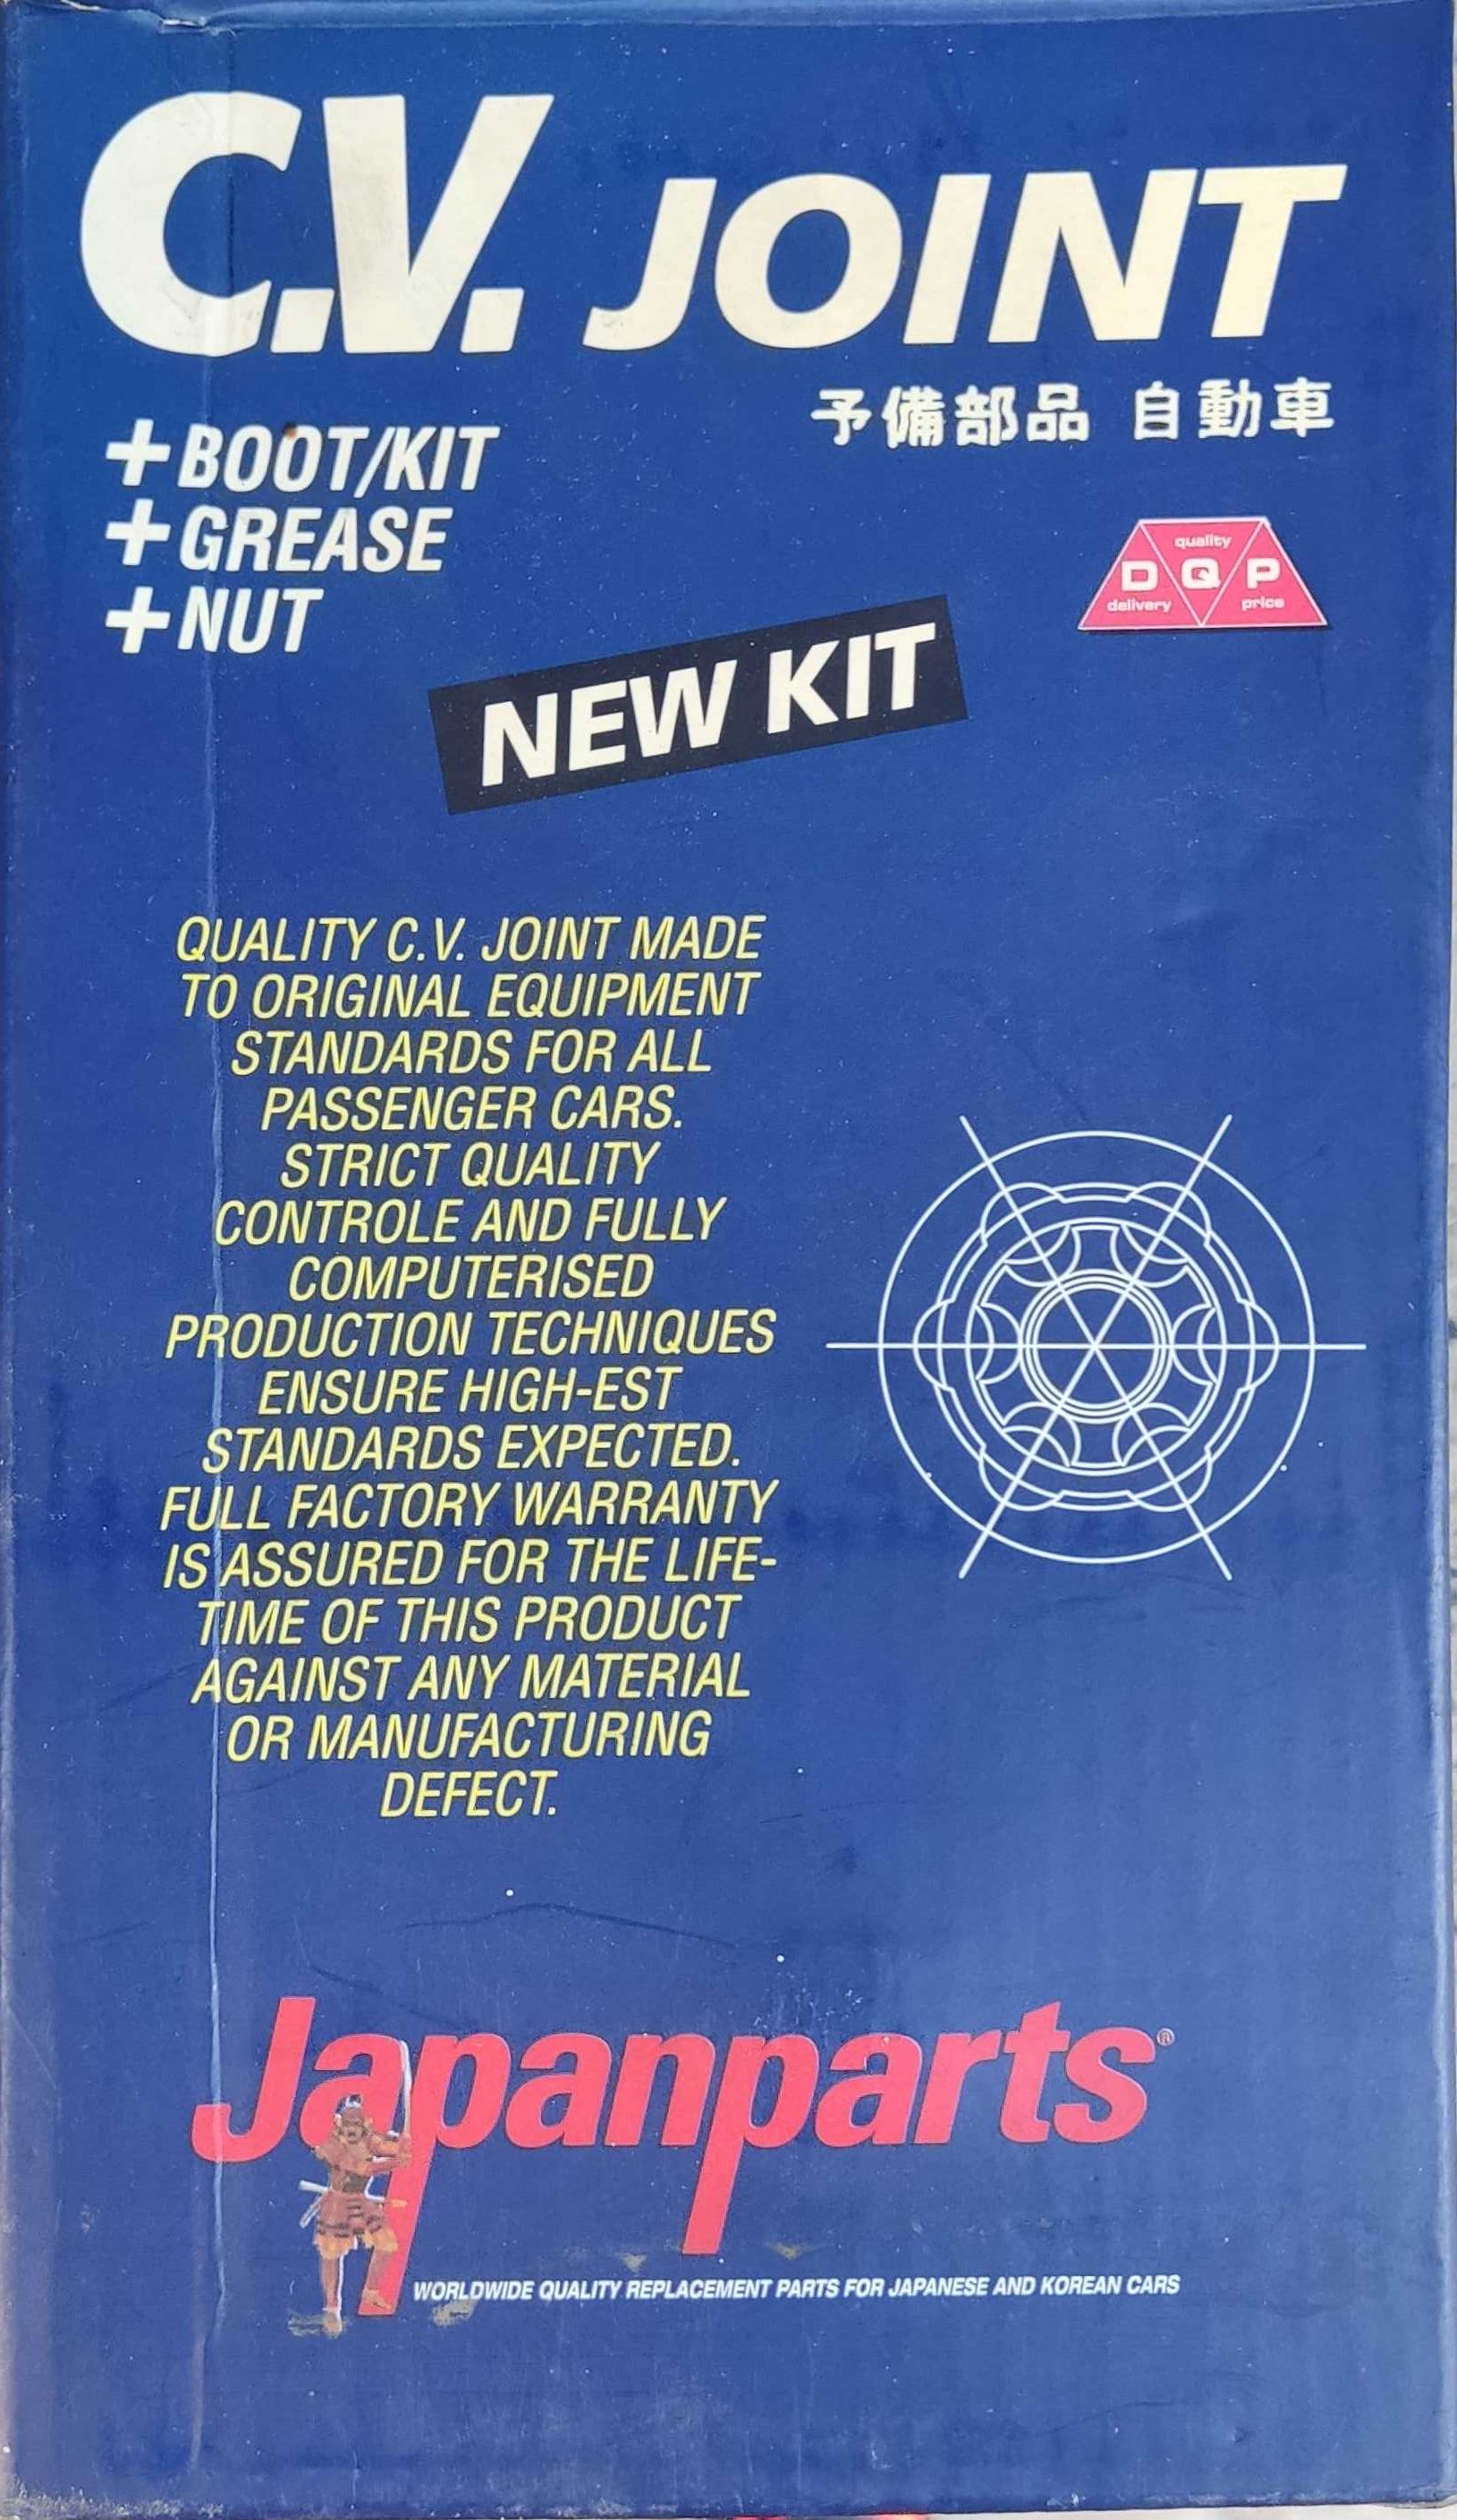 C.V. JOINT
予備部品 自動車
+BOOT/KIT
+GREASE
+NUT
quality
D Q P
delivery price
NEW KIT
QUALITY C.V. JOINT MADE
TO ORIGINAL EQUIPMENT
STANDARDS FOR ALL
PASSENGER CARS.
STRICT QUALITY
CONTROLE AND FULLY
COMPUTERISED
PRODUCTION TECHNIQUES
ENSURE HIGH-EST
STANDARDS EXPECTED.
FULL FACTORY WARRANTY
IS ASSURED FOR THE LIFE-
TIME OF THIS PRODUCT
AGAINST ANY MATERIAL
OR MANUFACTURING
DEFECT.
Japanparts®
WORLDWIDE QUALITY REPLACEMENT PARTS FOR JAPANESE AND KOREAN CARS